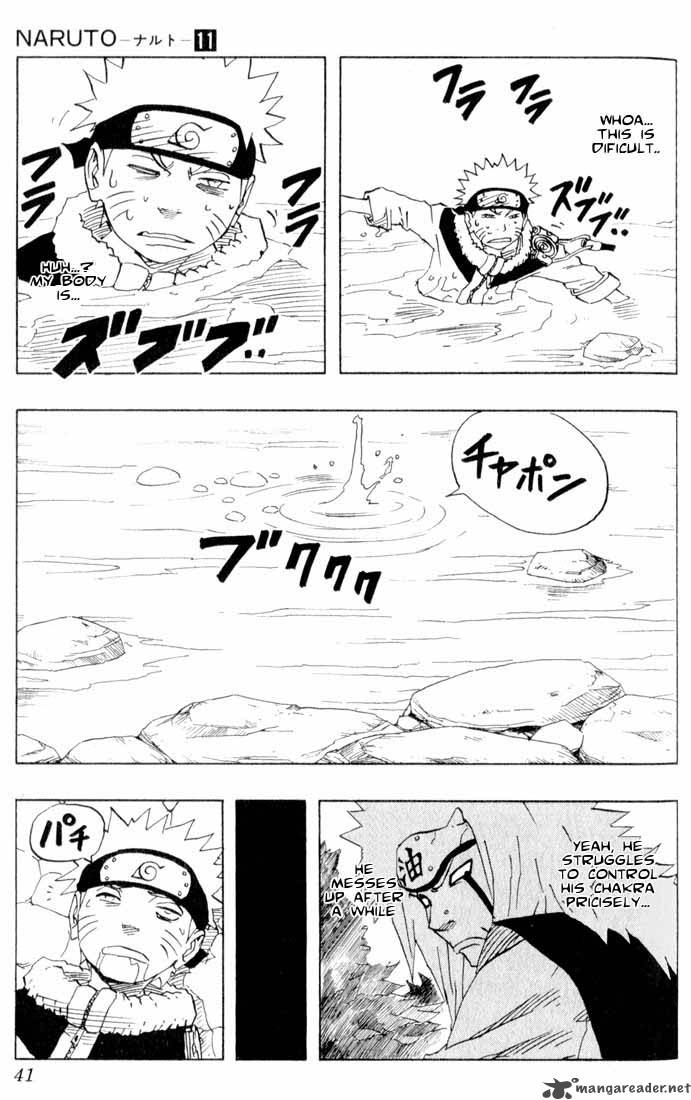 NARUTO —ナルト— 11
フラ
フラ
WHOA...
THIS IS
DIFICULT..
ズブブ..
フラ
フラ
HUH...?
MY BODY
IS...
ズブブブ..
チャポン
ブククク
YEAH, HE
STRUGGLES
TO CONTROL
HIS CHAKRA
PRICISELY...
HE
MESSES
UP AFTER
A WHILE
油
パチ
41
mangareader.net